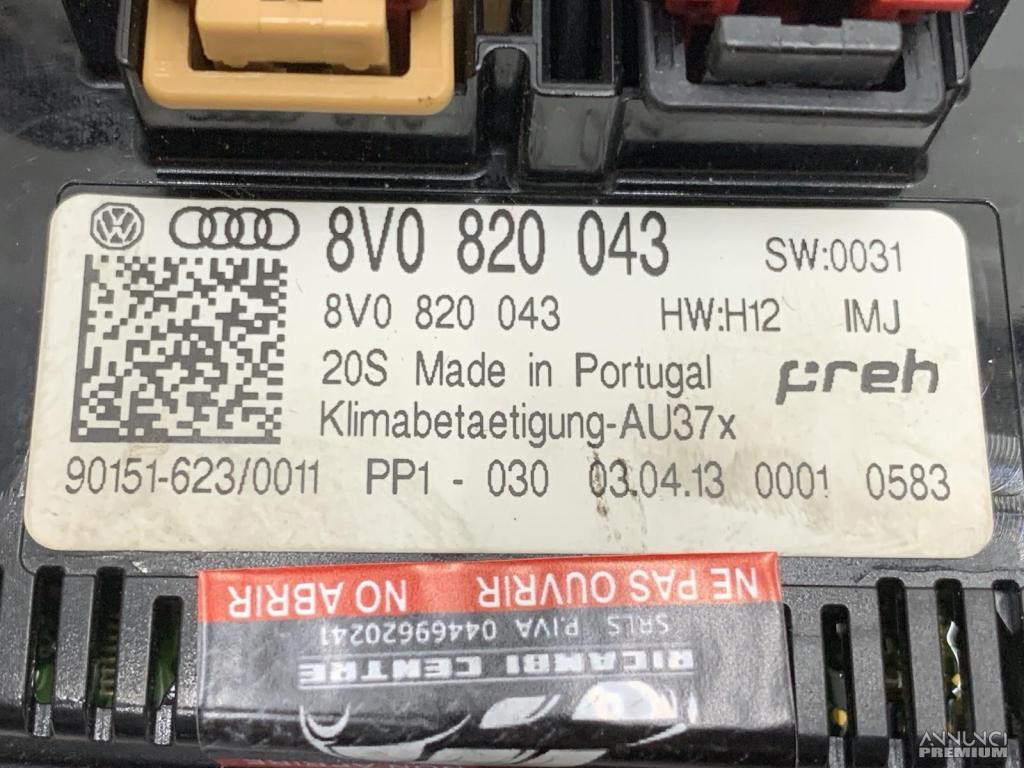 8V0 820 043 SW:0031
8V0 820 043 HW:H12 IMJ
20S Made in Portugal preh
Klimabetaetigung-AU37x
90151-623/0011 PP1 - 030 03.04.13 0001 0583
NE PAS OUVRIR NO ABRIR
SRLS P.IVA 04469620241
RICAMBI CENTRE
ANNUNCI
PREMIUM